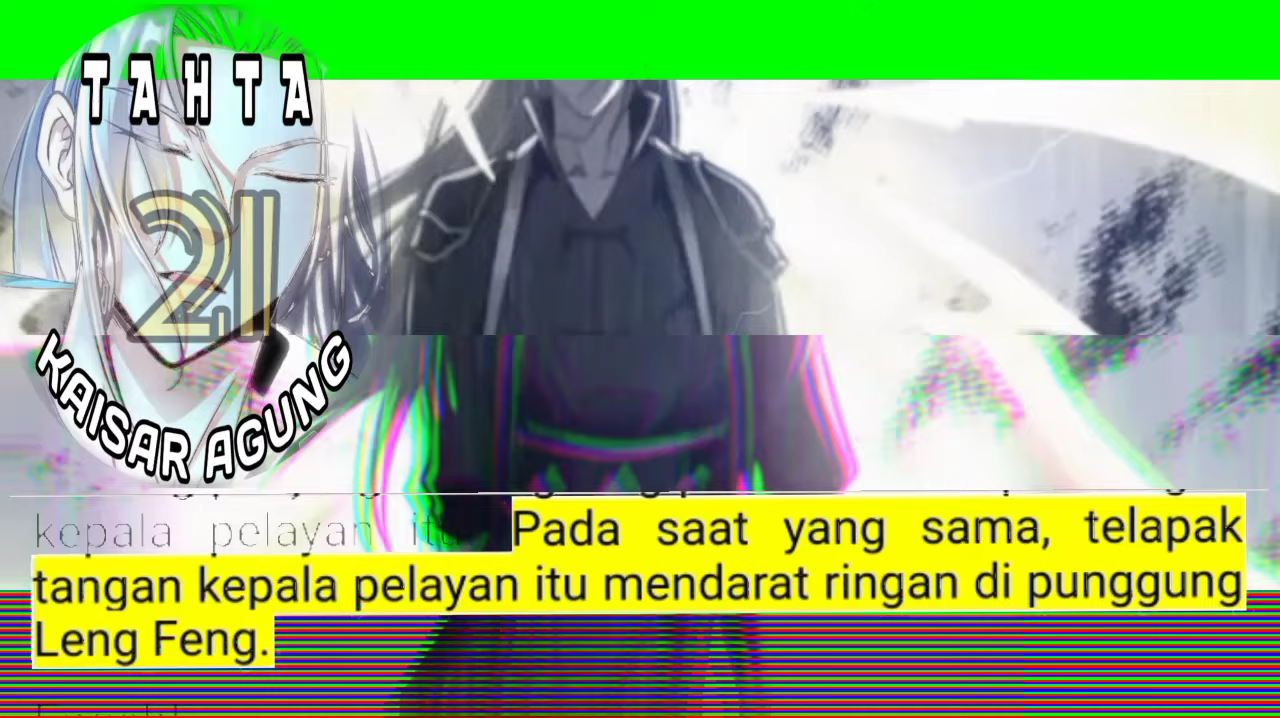 TAHTA
21
KAISAR AGUNG
kepala pelayan itu. Pada saat yang sama, telapak
tangan kepala pelayan itu mendarat ringan di punggung
Leng Feng.